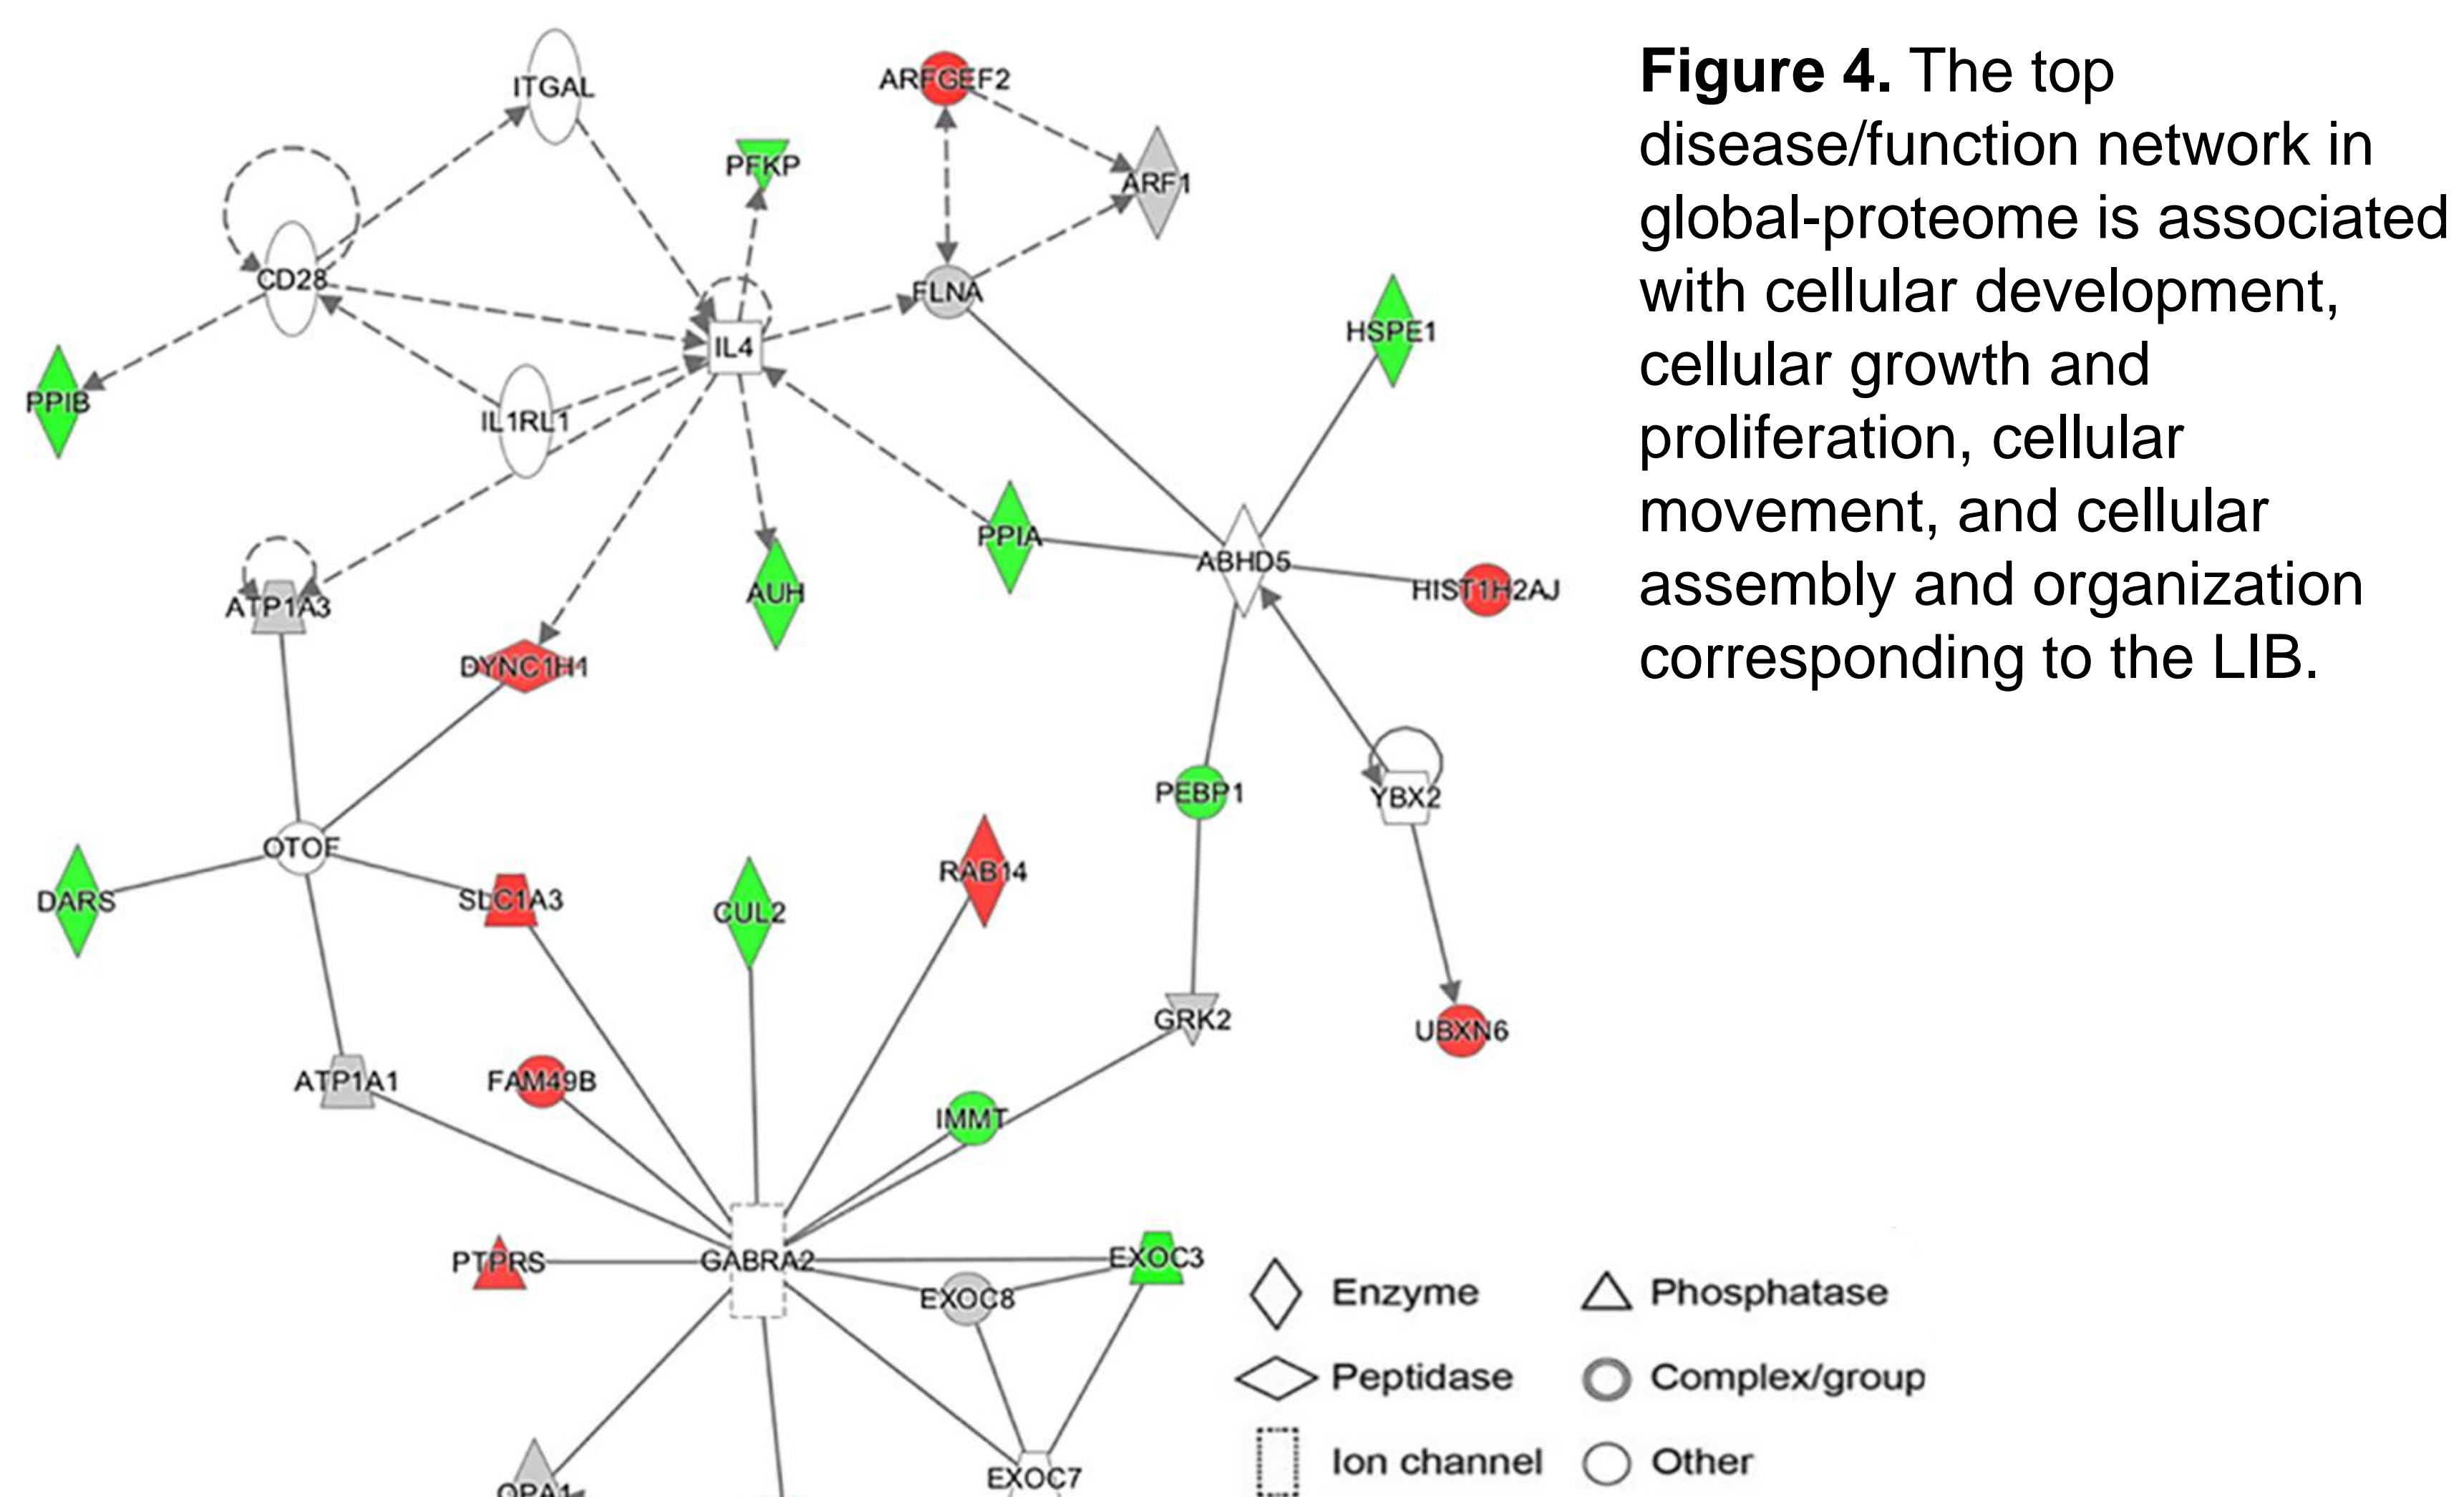 ITGAL
ARFGEF2
PFKP
ARF1
CD28
FLNA
HSPE1
IL4
PPIB
IL1RL1
PPIA
ABHD5
HIST1H2AJ
ATP1A3
AUH
DYNC1H1
PEBP1
YBX2
OTOF
RAB14
DARS
SLC1A3
CUL2
GRK2
UBXN6
ATP1A1
FAM49B
IMMT
PTPRS
GABRA2
EXOC3
EXOC8
EXOC7
OPA1
Figure 4. The top
disease/function network in
global-proteome is associated
with cellular development,
cellular growth and
proliferation, cellular
movement, and cellular
assembly and organization
corresponding to the LIB.
Enzyme
Phosphatase
Peptidase
Complex/group
Ion channel
Other